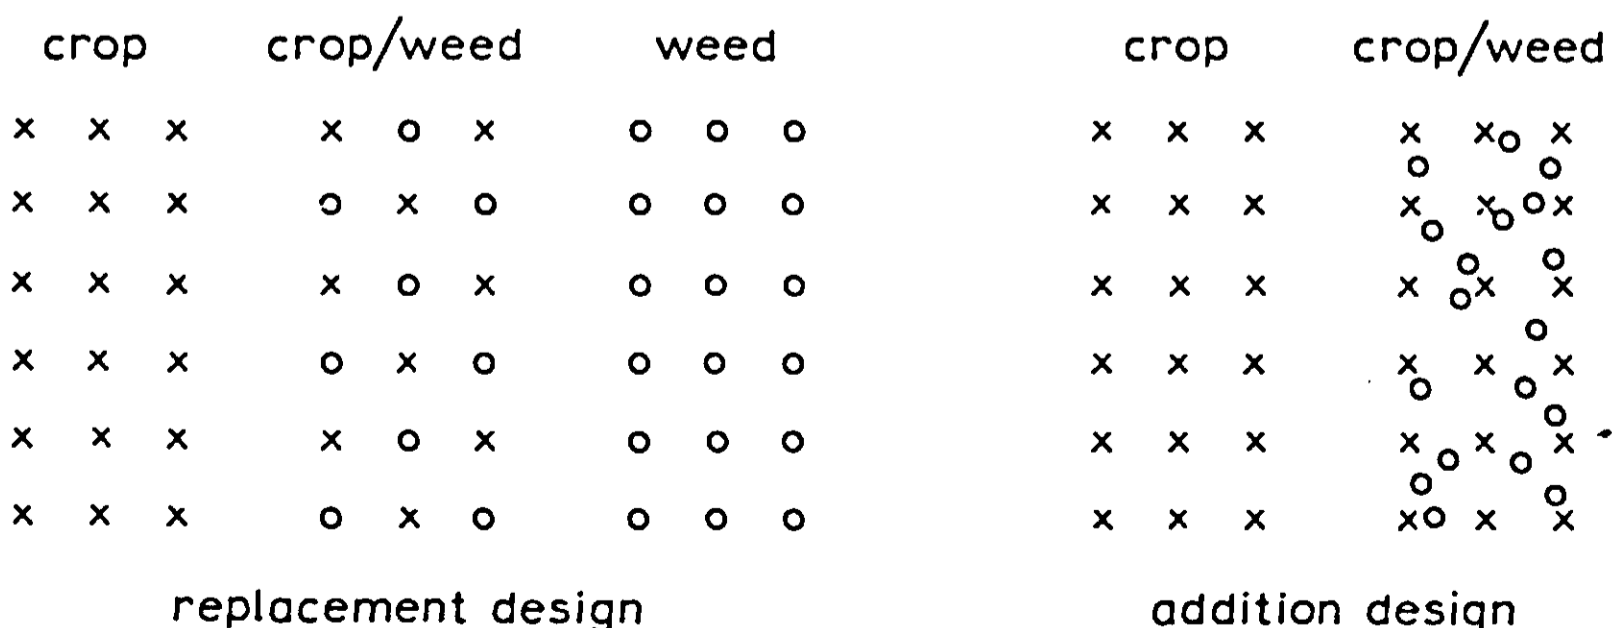 crop crop/weed weed crop crop/weed
x x x x o x o o o x x x x x o x
o o
x x x o x o o o o x x x x x o o x
o
o o
x x x x o x o o o x x x x o x x
o
x x x o x o o o o x x x x x x
o o
o
x x x x o x o o o x x x x x x
o o
o o
x x x o x o o o o x x x x o x x
replacement design addition design